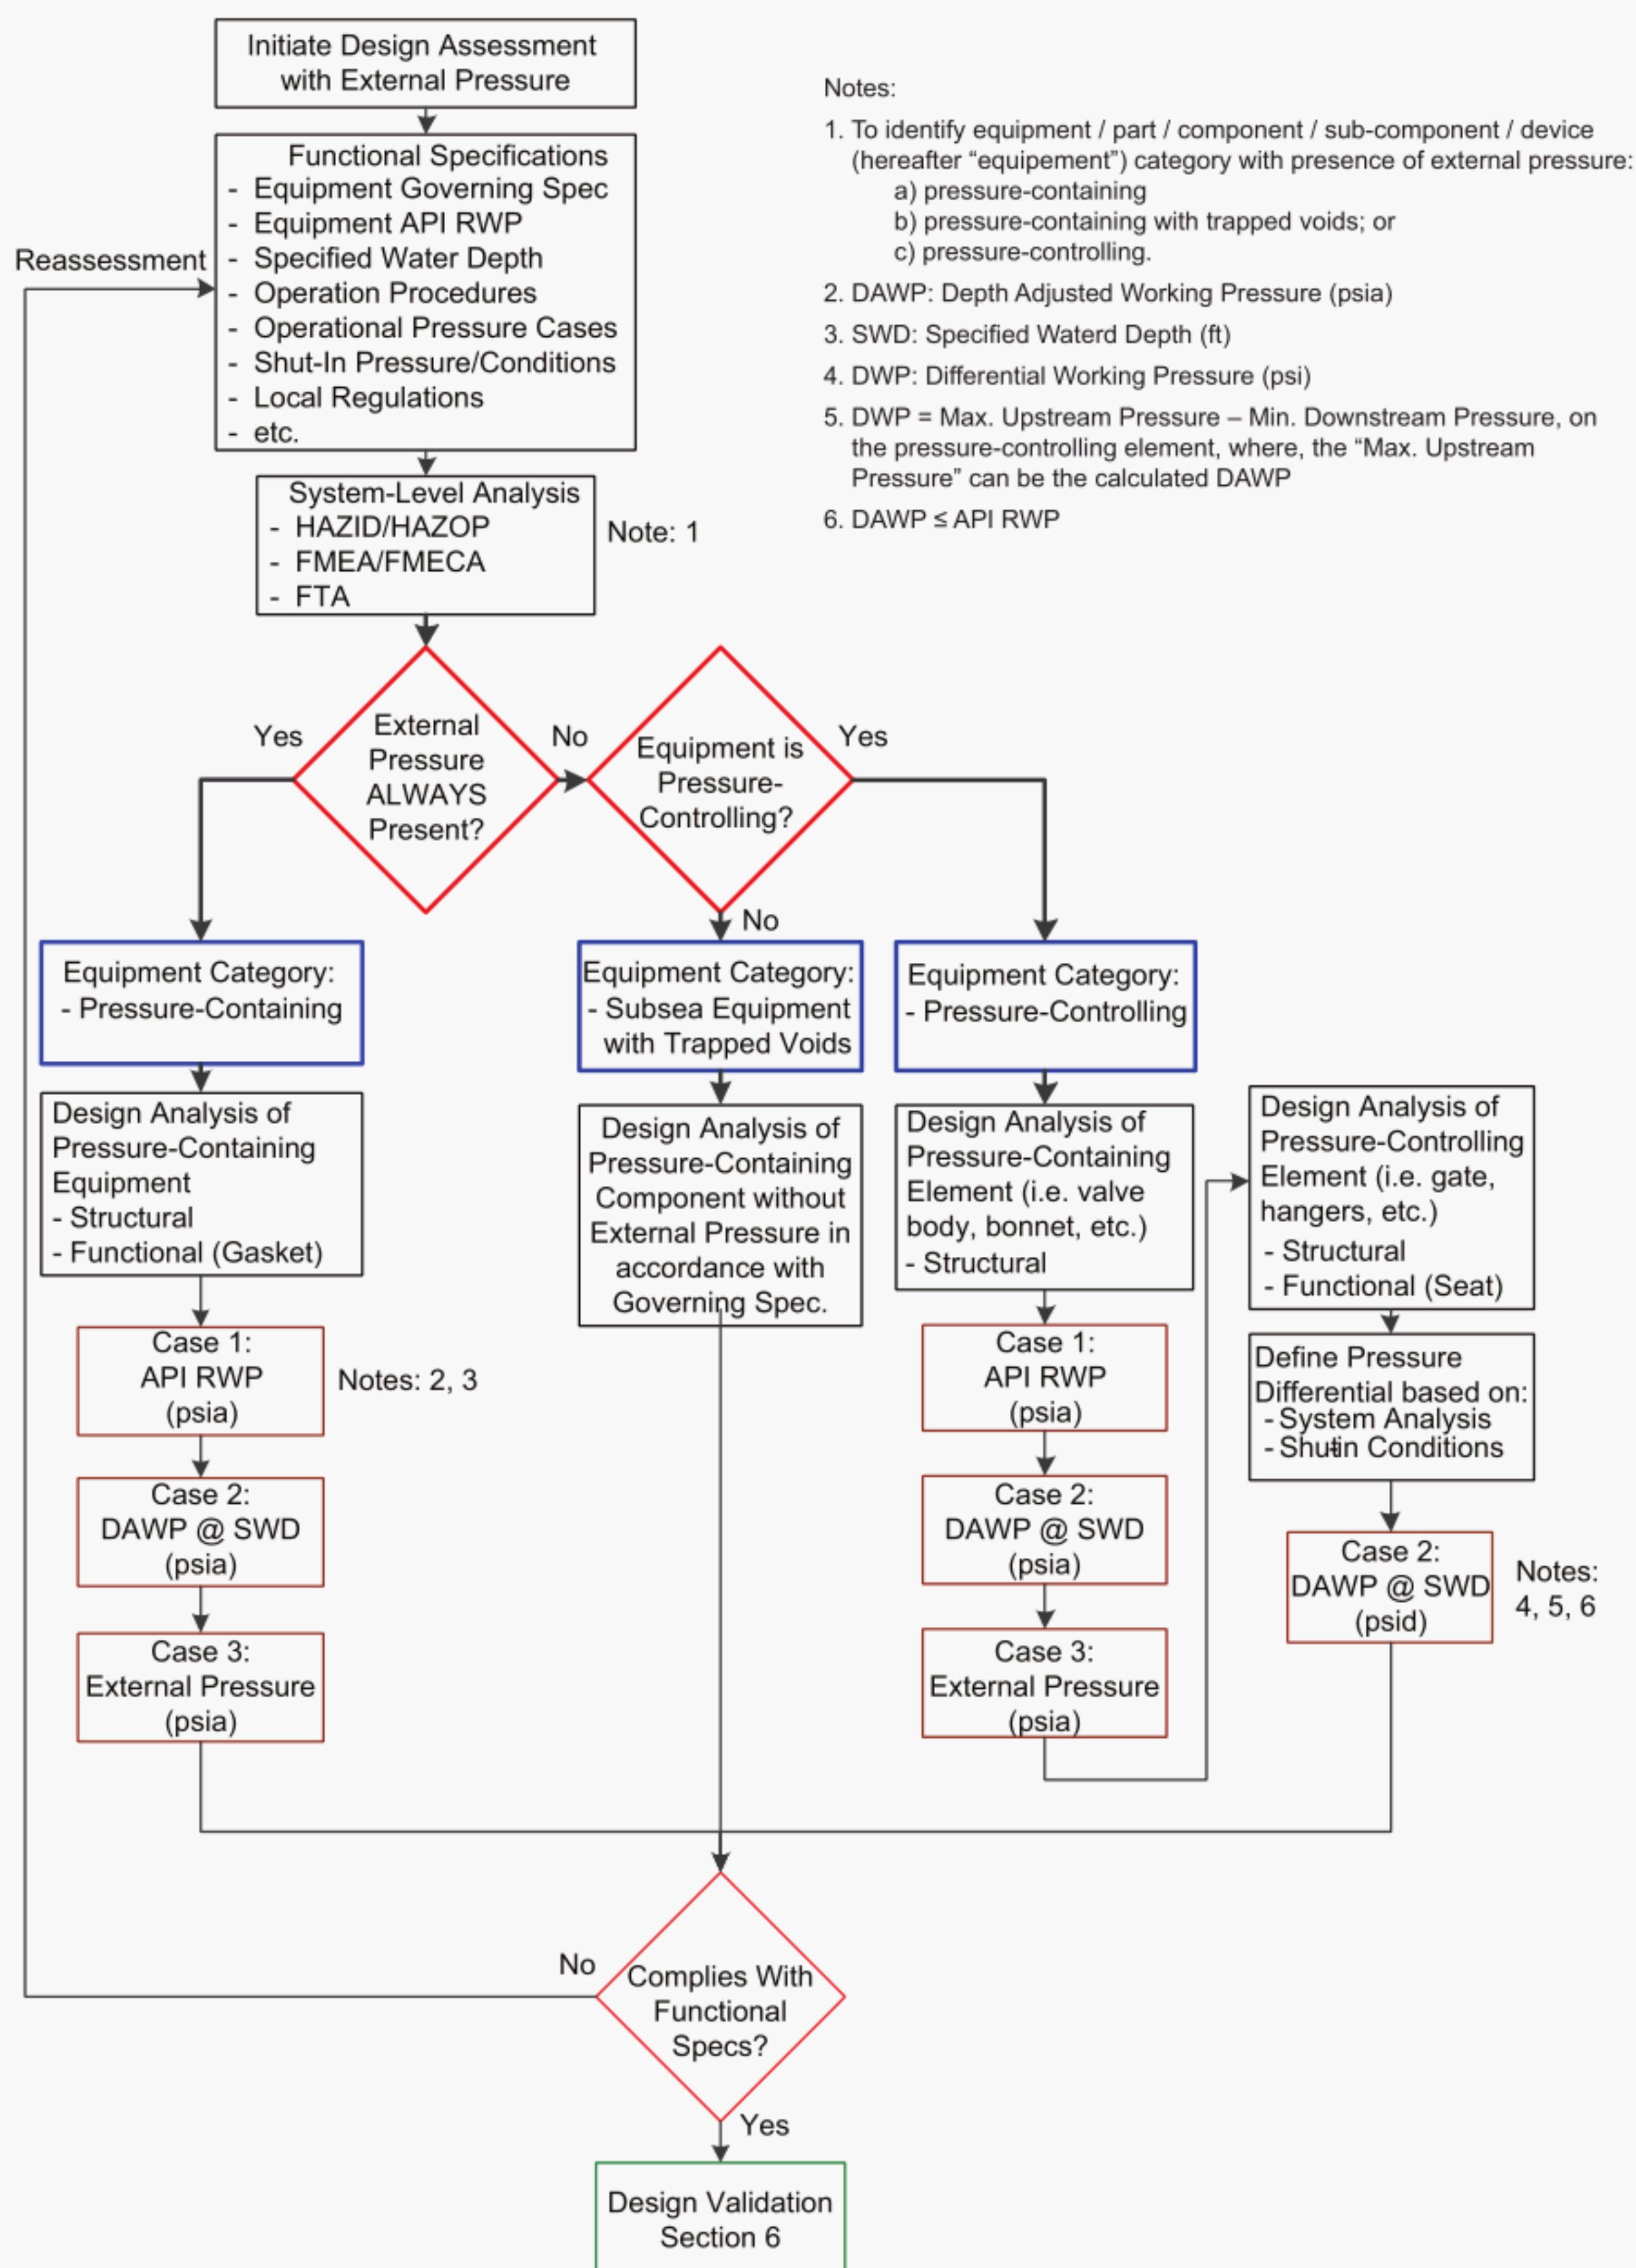 Initiate Design Assessment
with External Pressure
Functional Specifications
- Equipment Governing Spec
- Equipment API RWP
- Specified Water Depth
- Operation Procedures
- Operational Pressure Cases
- Shut-In Pressure/Conditions
- Local Regulations
- etc.
Reassessment
Notes:
1. To identify equipment / part / component / sub-component / device
(hereafter “equipement”) category with presence of external pressure:
a) pressure-containing
b) pressure-containing with trapped voids; or
c) pressure-controlling.
2. DAWP: Depth Adjusted Working Pressure (psia)
3. SWD: Specified Waterd Depth (ft)
4. DWP: Differential Working Pressure (psi)
5. DWP = Max. Upstream Pressure – Min. Downstream Pressure, on
the pressure-controlling element, where, the “Max. Upstream
Pressure” can be the calculated DAWP
6. DAWP ≤ API RWP
System-Level Analysis
- HAZID/HAZOP
- FMEA/FMECA
- FTA
Note: 1
Yes
External
Pressure
ALWAYS
Present?
No
Equipment is
Pressure-
Controlling?
Yes
No
Equipment Category:
- Pressure-Containing
Equipment Category:
- Subsea Equipment
with Trapped Voids
Equipment Category:
- Pressure-Controlling
Design Analysis of
Pressure-Containing
Equipment
- Structural
- Functional (Gasket)
Design Analysis of
Pressure-Containing
Component without
External Pressure in
accordance with
Governing Spec.
Design Analysis of
Pressure-Containing
Element (i.e. valve
body, bonnet, etc.)
- Structural
Design Analysis of
Pressure-Controlling
Element (i.e. gate,
hangers, etc.)
- Structural
- Functional (Seat)
Case 1:
API RWP
(psia)
Notes: 2, 3
Case 2:
DAWP @ SWD
(psia)
Case 3:
External Pressure
(psia)
Case 1:
API RWP
(psia)
Case 2:
DAWP @ SWD
(psia)
Case 3:
External Pressure
(psia)
Define Pressure
Differential based on:
- System Analysis
- Shut-in Conditions
Case 2:
DAWP @ SWD
(psid)
Notes:
4, 5, 6
No
Complies With
Functional
Specs?
Yes
Design Validation
Section 6